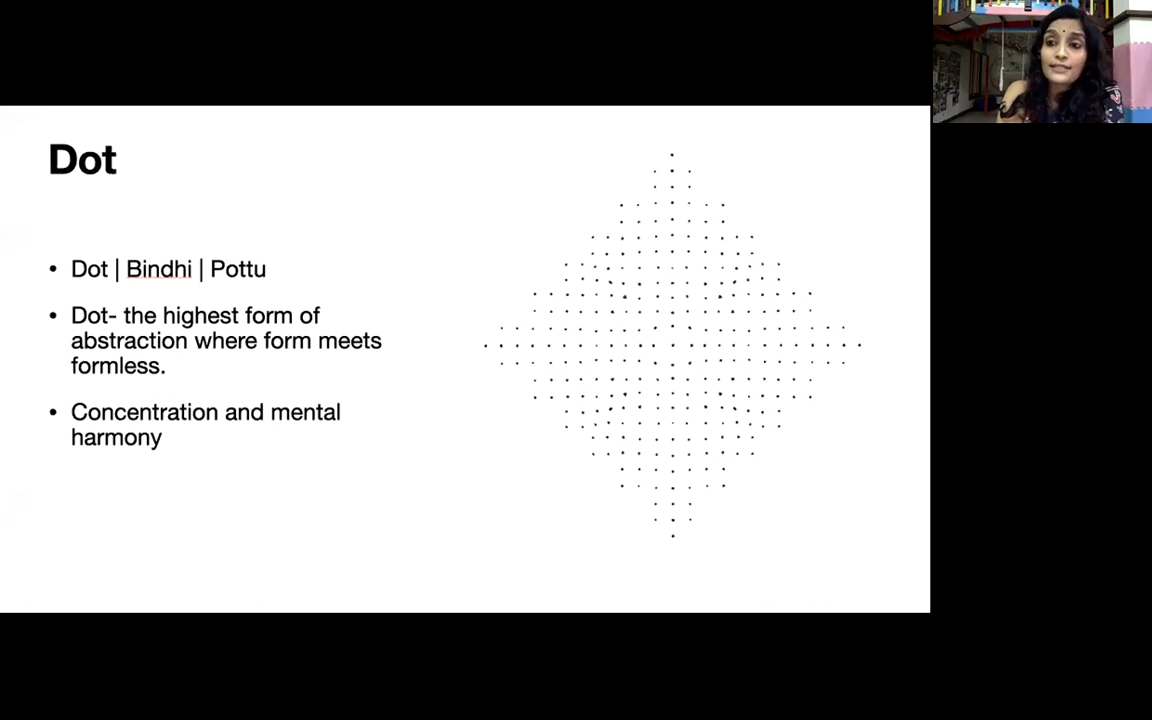 Dot
• Dot | Bindhi | Pottu
• Dot- the highest form of
abstraction where form meets
formless.
• Concentration and mental
harmony